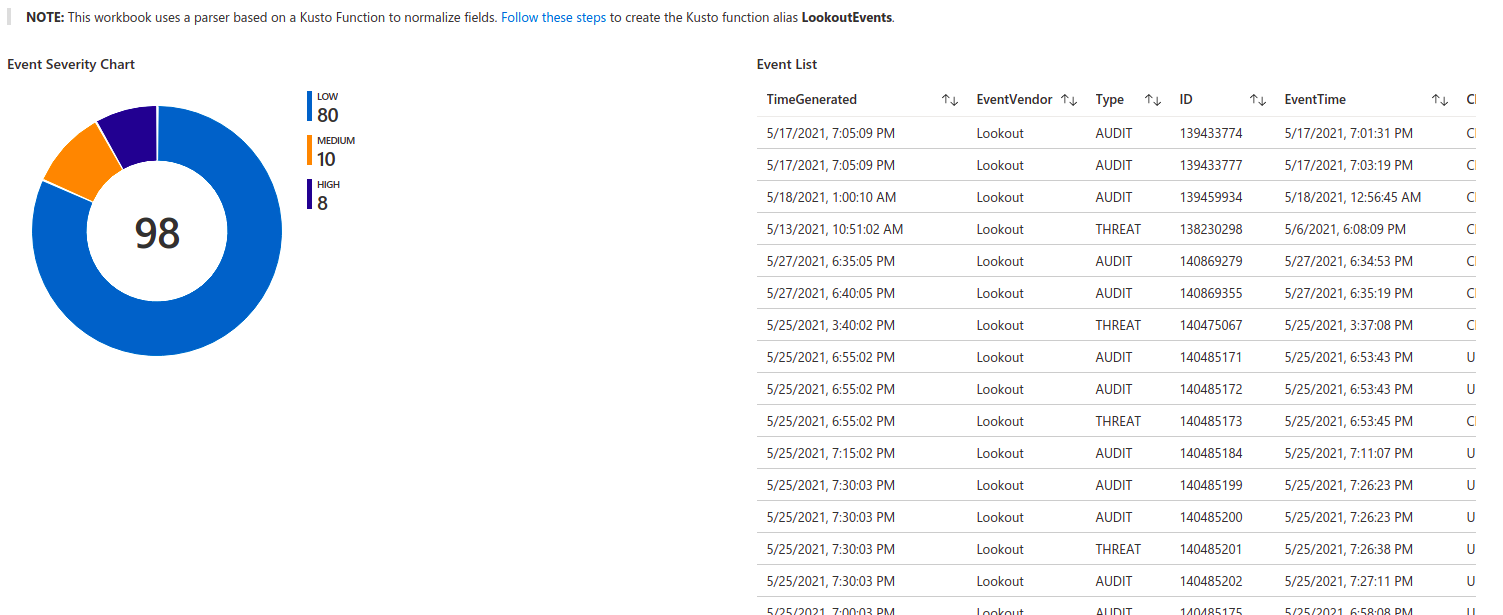 NOTE: This workbook uses a parser based on a Kusto Function to normalize fields. Follow these steps to create the Kusto function alias LookoutEvents.
Event Severity Chart
LOW
80
MEDIUM
10
HIGH
8
98
Event List
TimeGenerated EventVendor Type ID EventTime
5/17/2021, 7:05:09 PM Lookout AUDIT 139433774 5/17/2021, 7:01:31 PM
5/17/2021, 7:05:09 PM Lookout AUDIT 139433777 5/17/2021, 7:03:19 PM
5/18/2021, 1:00:10 AM Lookout AUDIT 139459934 5/18/2021, 12:56:45 AM
5/13/2021, 10:51:02 AM Lookout THREAT 138230298 5/6/2021, 6:08:09 PM
5/27/2021, 6:35:05 PM Lookout AUDIT 140869279 5/27/2021, 6:34:53 PM
5/27/2021, 6:40:05 PM Lookout AUDIT 140869355 5/27/2021, 6:35:19 PM
5/25/2021, 3:40:02 PM Lookout THREAT 140475067 5/25/2021, 3:37:08 PM
5/25/2021, 6:55:02 PM Lookout AUDIT 140485171 5/25/2021, 6:53:43 PM U
5/25/2021, 6:55:02 PM Lookout AUDIT 140485172 5/25/2021, 6:53:43 PM U
5/25/2021, 6:55:02 PM Lookout THREAT 140485173 5/25/2021, 6:53:45 PM
5/25/2021, 7:15:02 PM Lookout AUDIT 140485184 5/25/2021, 7:11:07 PM U
5/25/2021, 7:30:03 PM Lookout AUDIT 140485199 5/25/2021, 7:26:23 PM U
5/25/2021, 7:30:03 PM Lookout AUDIT 140485200 5/25/2021, 7:26:23 PM U
5/25/2021, 7:30:03 PM Lookout THREAT 140485201 5/25/2021, 7:26:38 PM U
5/25/2021, 7:30:03 PM Lookout AUDIT 140485202 5/25/2021, 7:27:11 PM U
5/25/2021, 7:00:03 PM Lookout AUDIT 140485175 5/25/2021, 6:58:08 PM U